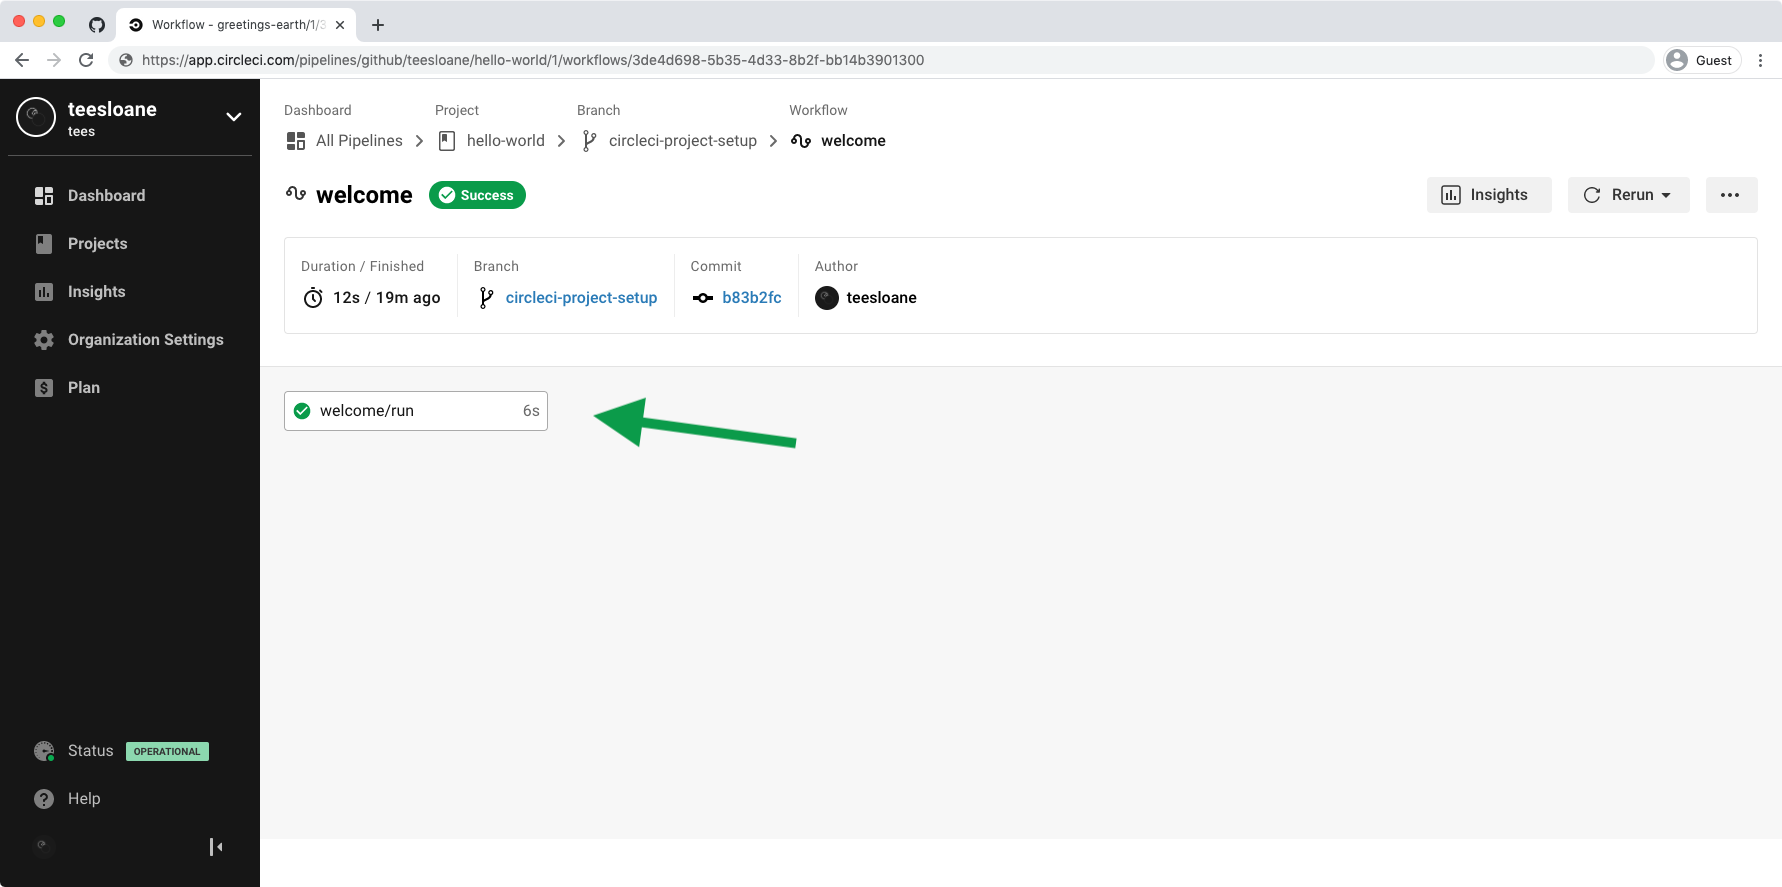 Workflow - greetings-earth/1/3
https://app.circleci.com/pipelines/github/teesloane/hello-world/1/workflows/3de4d698-5b35-4d33-8b2f-bb14b3901300
Guest
teesloane
tees
Dashboard
Projects
Insights
Organization Settings
Plan
Status OPERATIONAL
Help
Dashboard Project Branch Workflow
All Pipelines hello-world circleci-project-setup welcome
welcome Success
Insights Rerun
Duration / Finished Branch Commit Author
12s / 19m ago circleci-project-setup b83b2fc teesloane
welcome/run 6s